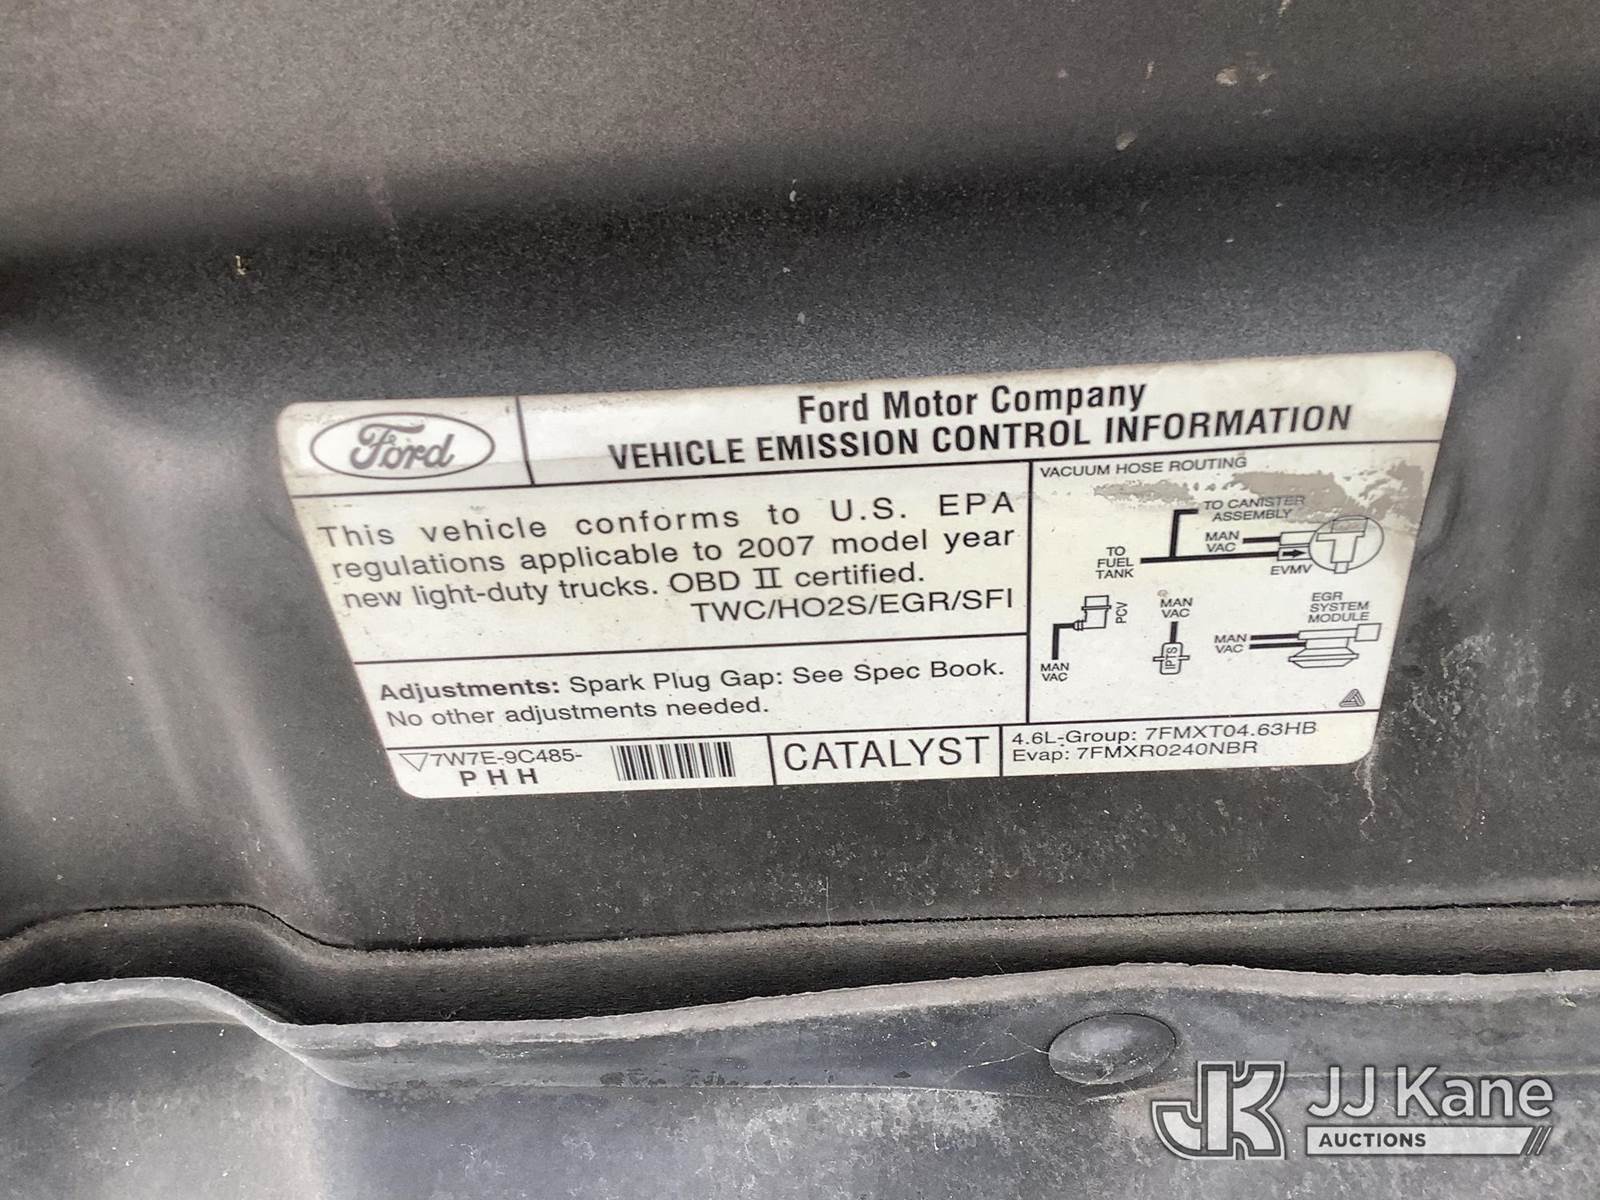 Ford
Ford Motor Company
VEHICLE EMISSION CONTROL INFORMATION
This vehicle conforms to U.S. EPA
regulations applicable to 2007 model year
new light-duty trucks. OBD II certified.
TWC/HO2S/EGR/SFI
Adjustments: Spark Plug Gap: See Spec Book.
No other adjustments needed.
7W7E-9C485-
P H H
CATALYST
4.6L-Group: 7FMXT04.63HB
Evap: 7FMXR0240NBR
VACUUM HOSE ROUTING
TO CANISTER
ASSEMBLY
MAN
VAC
TO
FUEL
TANK
EVMV
PCV
MAN
VAC
MAN
VAC
IPTS
EGR
SYSTEM
MODULE
MAN
VAC
JK
JJ Kane
AUCTIONS